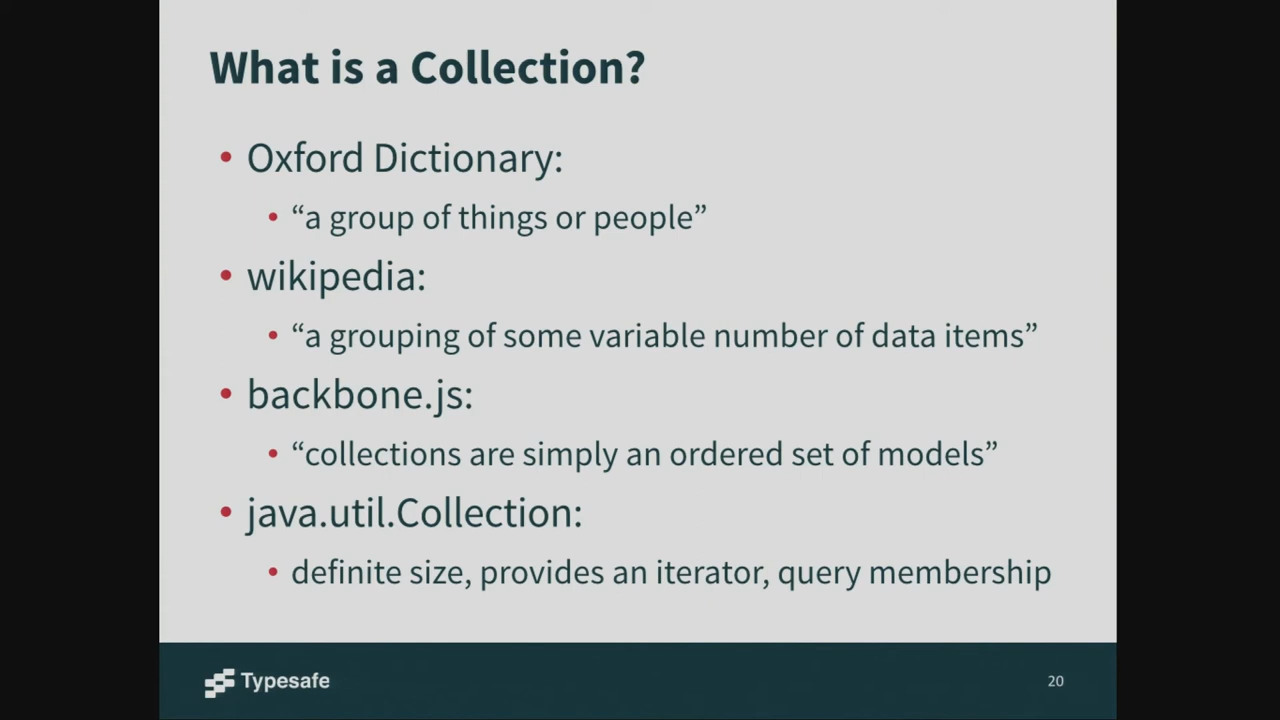 What is a Collection?
• Oxford Dictionary:
• “a group of things or people”
• wikipedia:
• “a grouping of some variable number of data items”
• backbone.js:
• “collections are simply an ordered set of models”
• java.util.Collection:
• definite size, provides an iterator, query membership
Typesafe
20